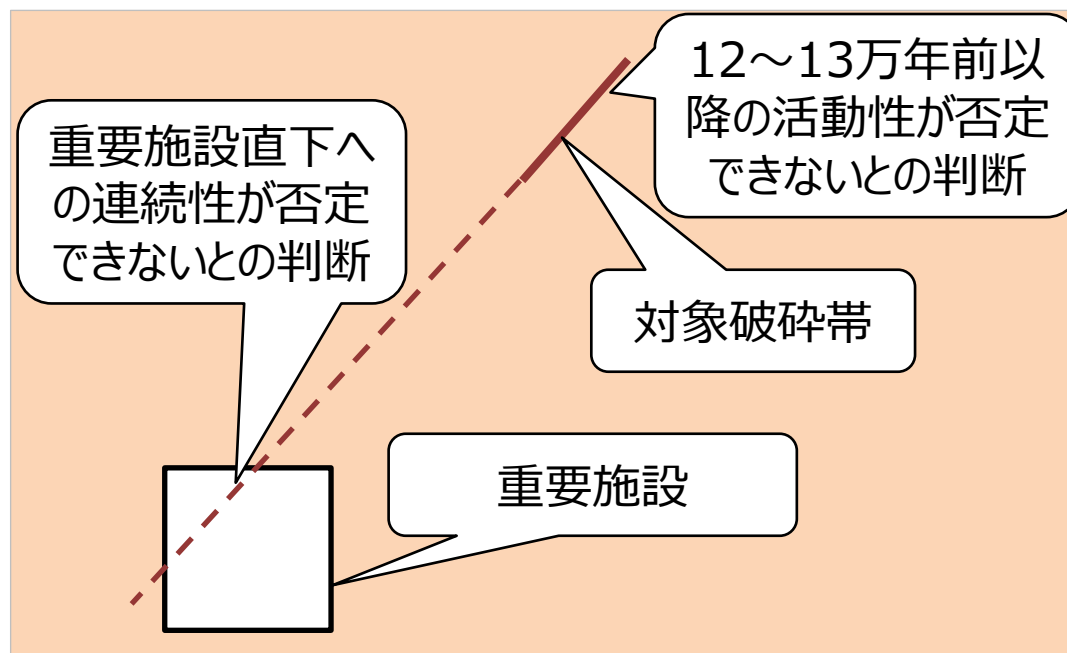 12～13万年前以
降の活動性が否定
できないとの判断
重要施設直下へ
の連続性が否定
できないとの判断
対象破砕帯
重要施設